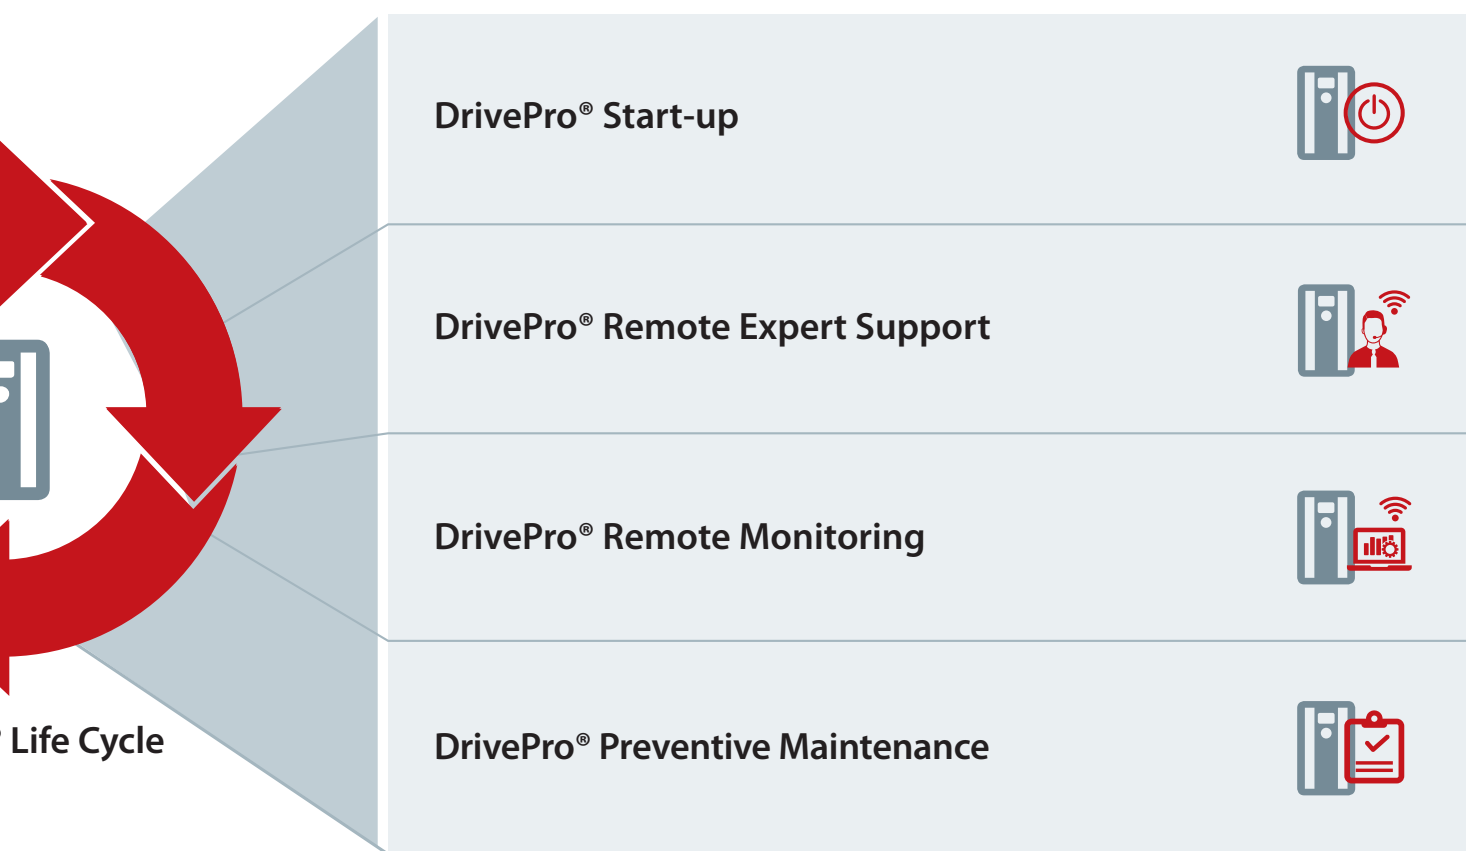 DrivePro® Start-up
DrivePro® Remote Expert Support
DrivePro® Remote Monitoring
DrivePro® Preventive Maintenance
® Life Cycle